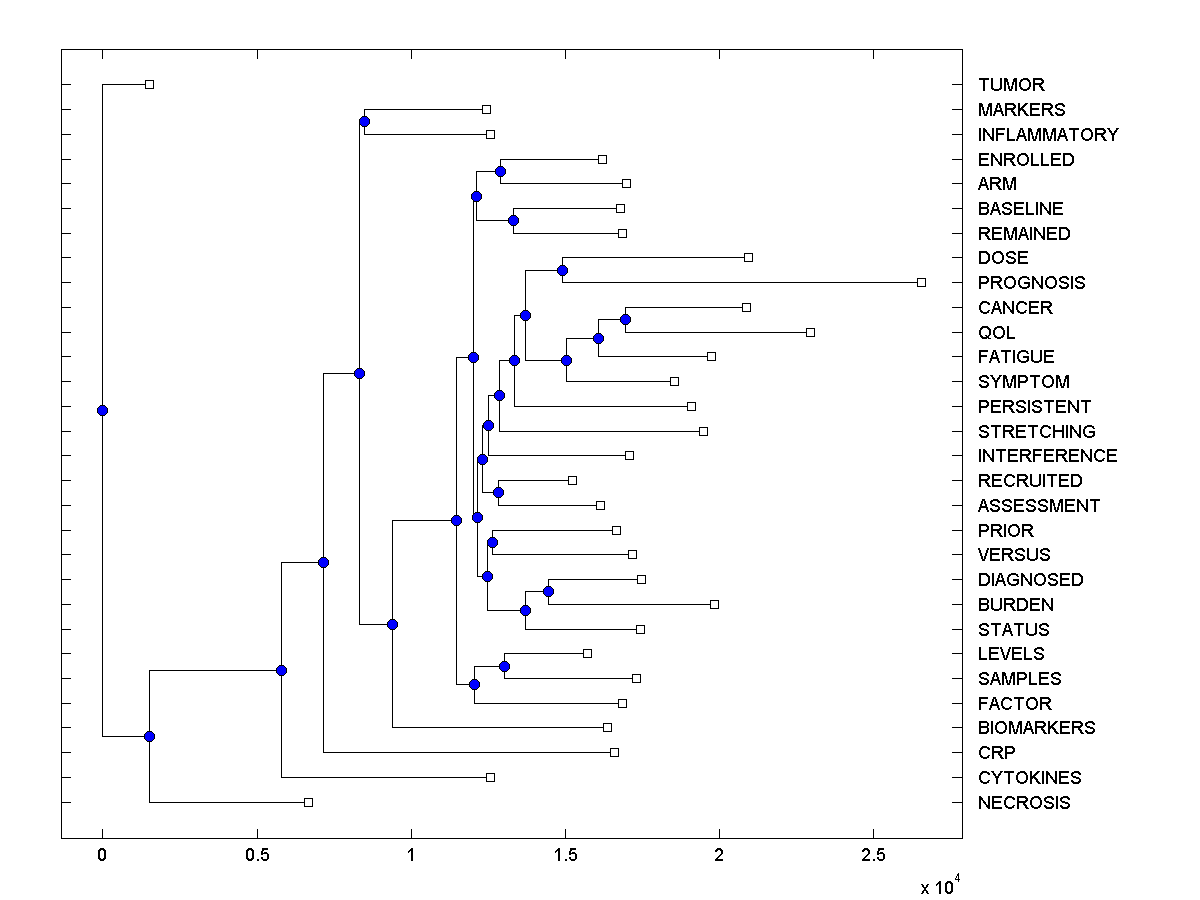 TUMOR
MARKERS
INFLAMMATORY
ENROLLED
ARM
BASELINE
REMAINED
DOSE
PROGNOSIS
CANCER
QOL
FATIGUE
SYMPTOM
PERSISTENT
STRETCHING
INTERFERENCE
RECRUITED
ASSESSMENT
PRIOR
VERSUS
DIAGNOSED
BURDEN
STATUS
LEVELS
SAMPLES
FACTOR
BIOMARKERS
CRP
CYTOKINES
NECROSIS
0 0.5 1 1.5 2 2.5
x 10^4